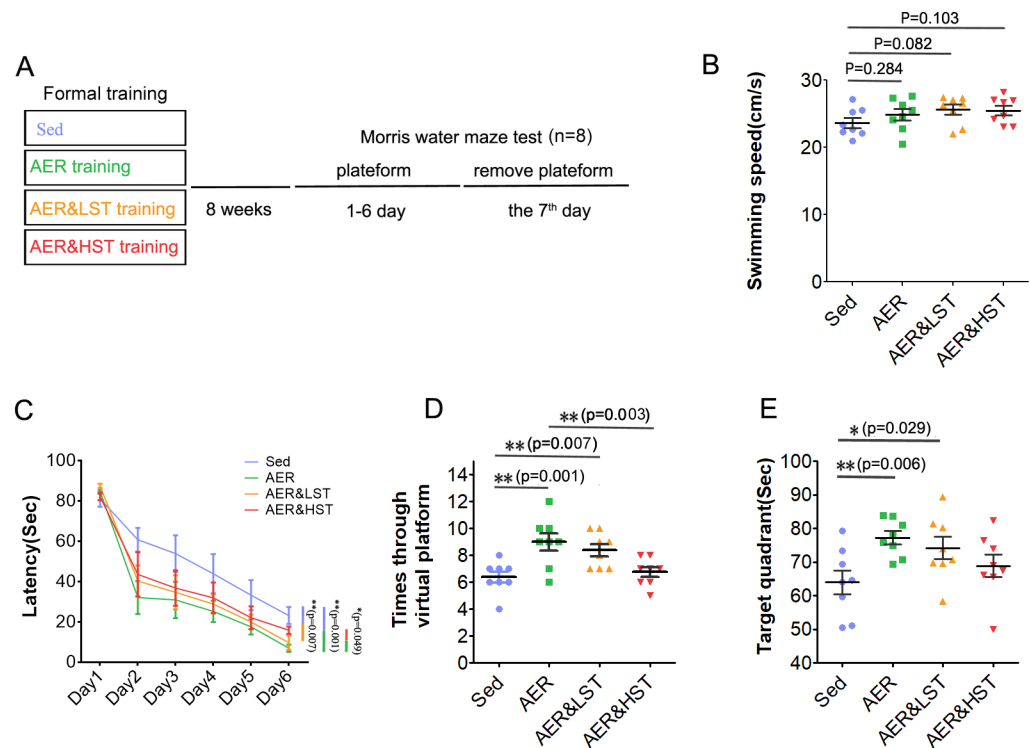 A
Formal training
Sed
AER training
AER&LST training
AER&HST training
8 weeks
Morris water maze test (n=8)
plateform
remove plateform
1-6 day
the 7th day
B
P=0.103
P=0.082
P=0.284
Swimming speed(cm/s)
30
20
10
0
Sed
AER
AER&LST
AER&HST
C
Latency(Sec)
100
80
60
40
20
0
Day1
Day2
Day3
Day4
Day5
Day6
Sed
AER
AER&LST
AER&HST
**(p=0.007)
**(p=0.001)
*(p=0.049)
D
**(p=0.003)
**(p=0.007)
**(p=0.001)
Times through
virtual platform
14
12
10
8
6
4
2
0
Sed
AER
AER&LST
AER&HST
E
*(p=0.029)
**(p=0.006)
Target quadrant(Sec)
100
90
80
70
60
50
40
Sed
AER
AER&LST
AER&HST